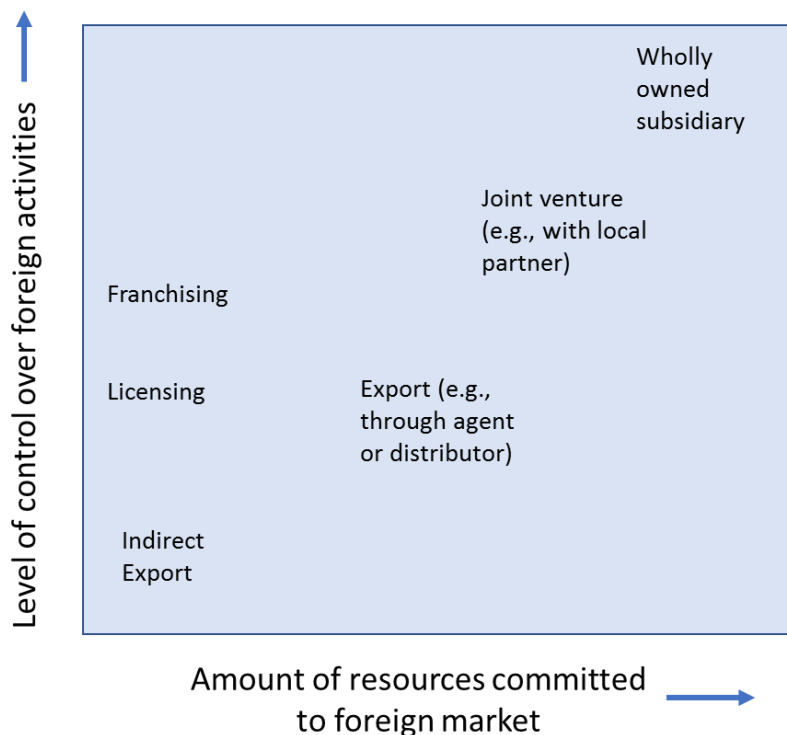 Level of control over foreign activities
Wholly
owned
subsidiary
Joint venture
(e.g., with local
partner)
Franchising
Licensing
Export (e.g.,
through agent
or distributor)
Indirect
Export
Amount of resources committed
to foreign market